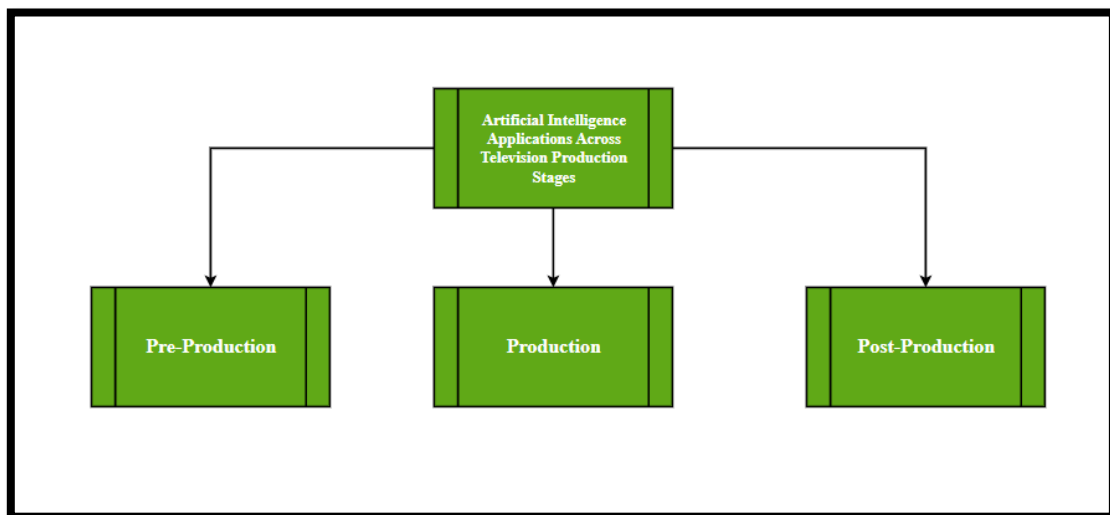 Artificial Intelligence
Applications Across
Television Production
Stages
Pre-Production
Production
Post-Production